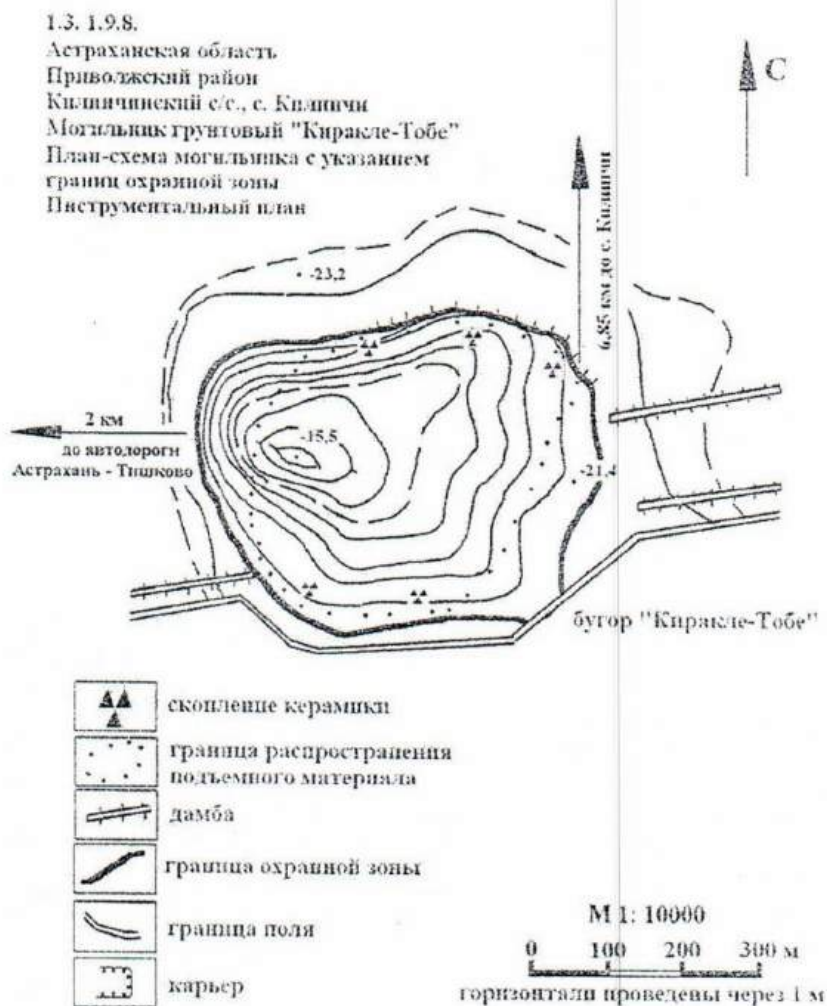 1.3. 1.9.8.
Астраханская область
Приволжский район
Килинчинский с/с., с. Килинчи
Могильник грунтовый "Киракле-Тобе"
План-схема могильника с указанием
границ охранной зоны
Инструментальный план
С
6,85 км до с. Килинчи
-23,2
2 км
до автодороги
Астрахань - Тишково
-15,5
-21,4
бугор "Киракле-Тобе"
скопление керамики
граница распространения
подъемного материала
дамба
граница охранной зоны
граница поля
карьер
М 1: 10000
0 100 200 300 м
горизонтали проведены через 1 м